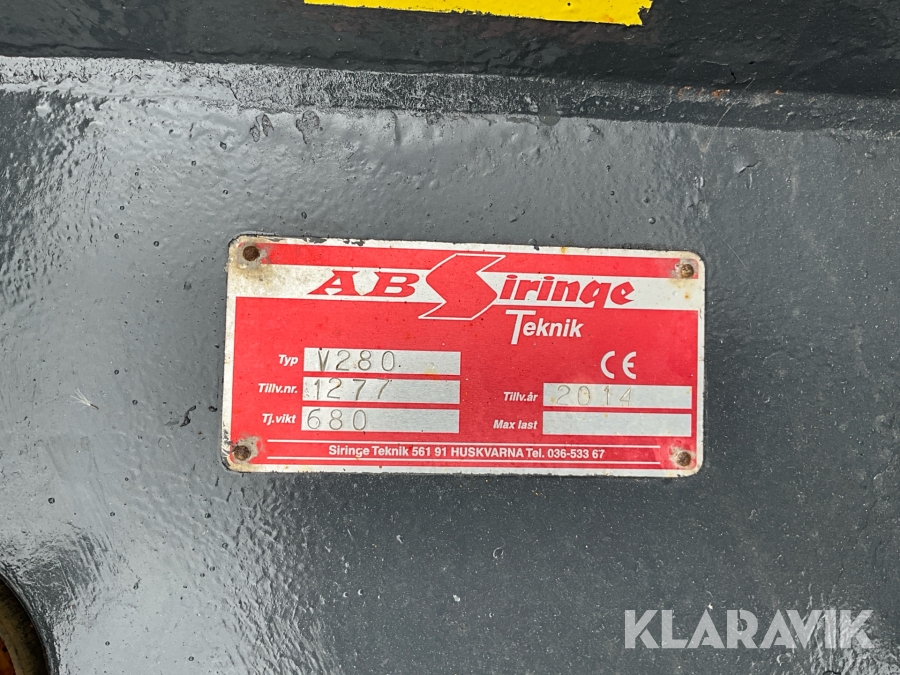 AB Siringe
Teknik
Typ V280
Tillv.nr. 1277
Tillv.år 2014
Tj.vikt 680
Max last
CE
Siringe Teknik 561 91 HUSKVARNA Tel. 036-533 67
KLARAVIK